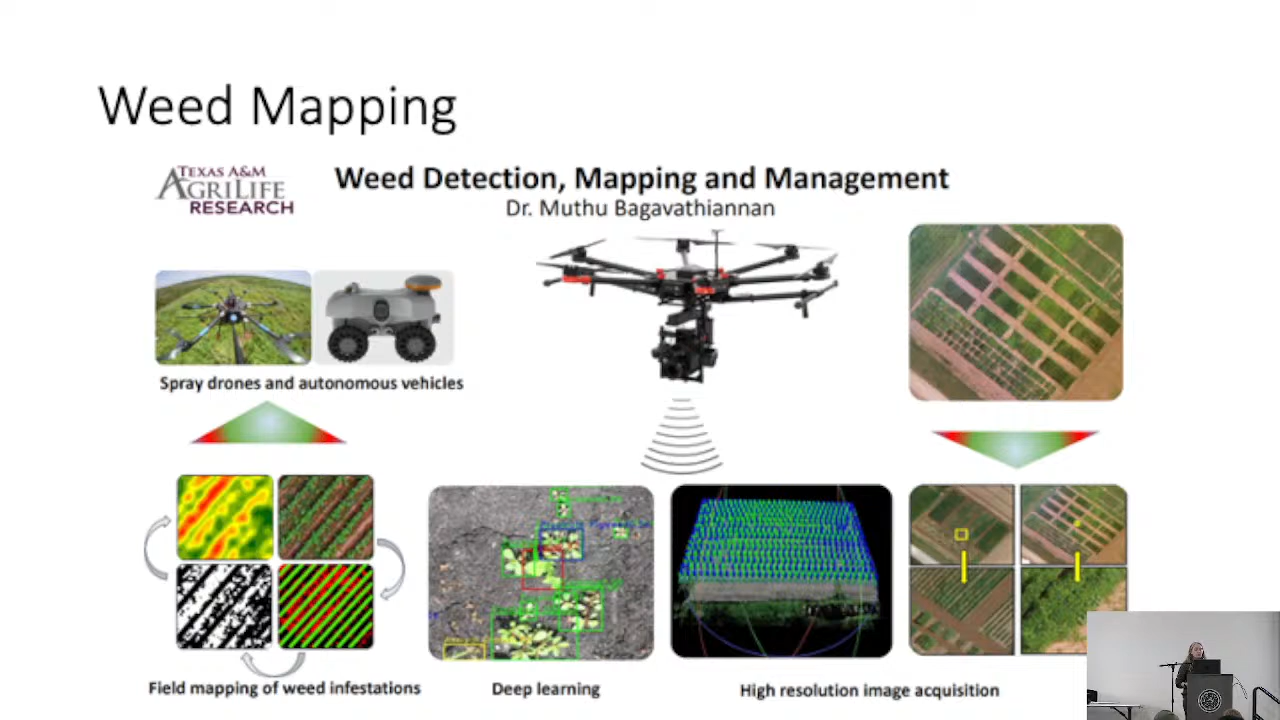 Weed Mapping
TEXAS A&M
AGRILIFE
RESEARCH
Weed Detection, Mapping and Management
Dr. Muthu Bagavathiannan
Spray drones and autonomous vehicles
Field mapping of weed infestations
Deep learning
High resolution image acquisition